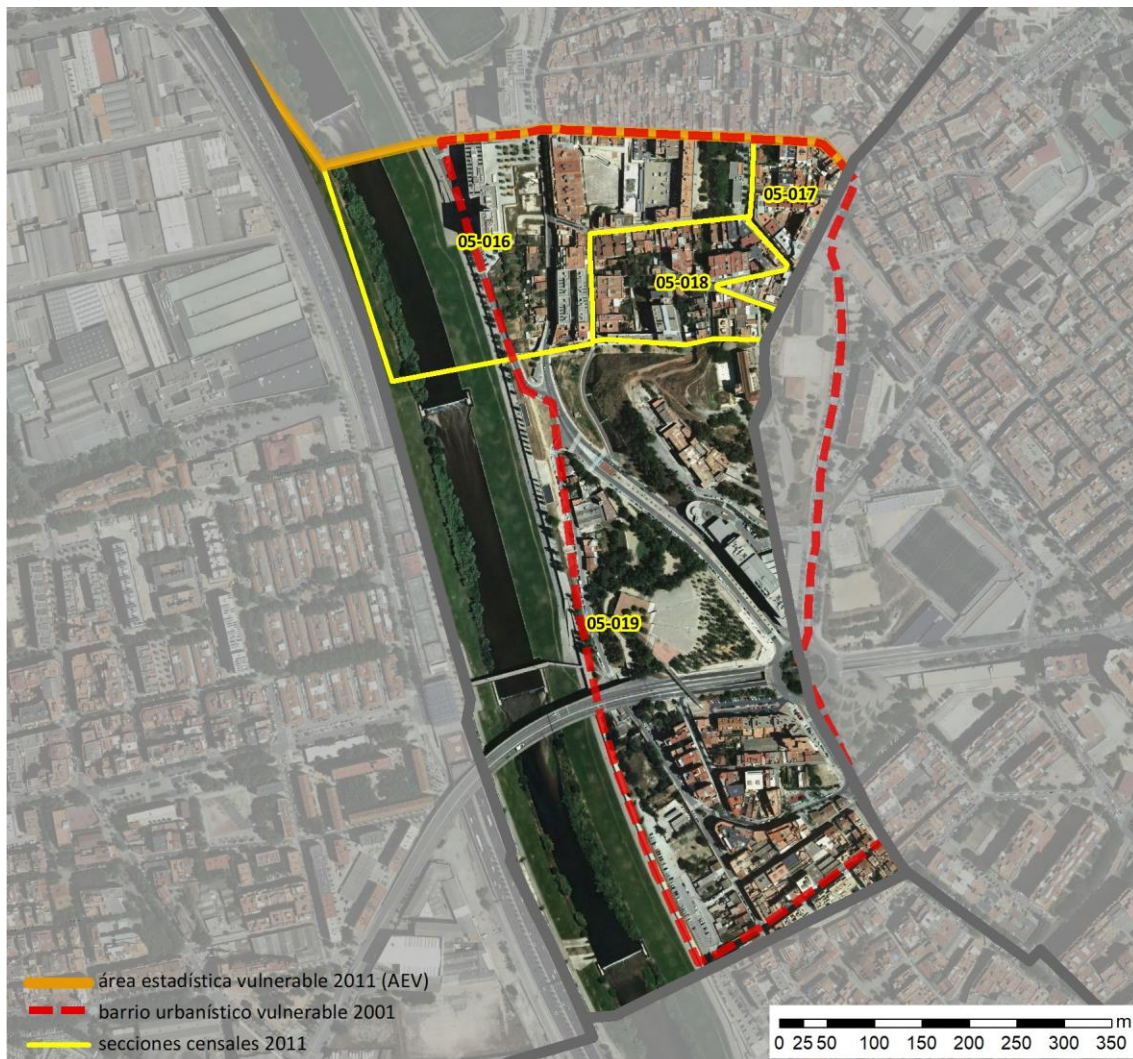 05-017
05-016
05-018
05-019
área estadística vulnerable 2011 (AEV)
barrio urbanístico vulnerable 2001
secciones censales 2011
m
0 25 50 100 150 200 250 300 350